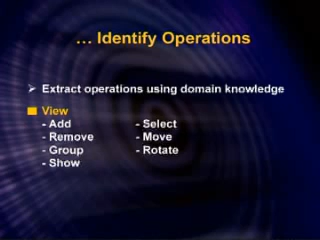 ... Identify Operations
Extract operations using domain knowledge
View
- Add - Select
- Remove - Move
- Group - Rotate
- Show